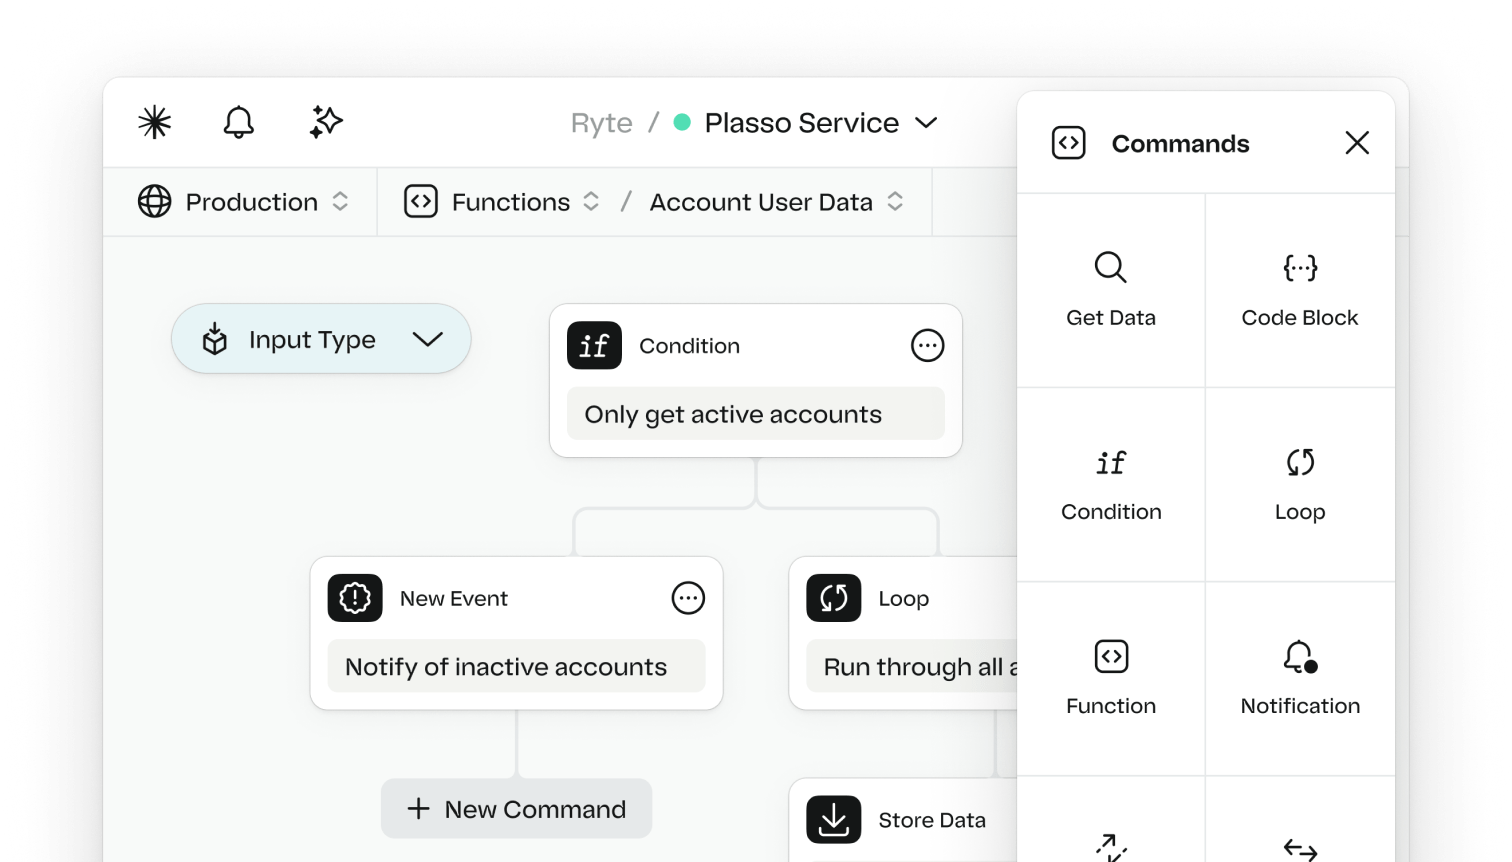 Ryte / Plasso Service
Commands
Production
Functions / Account User Data
Get Data
Code Block
Input Type
if Condition
Only get active accounts
if
Condition
Loop
New Event
Notify of inactive accounts
Loop
Run through all
Function
Notification
+ New Command
Store Data